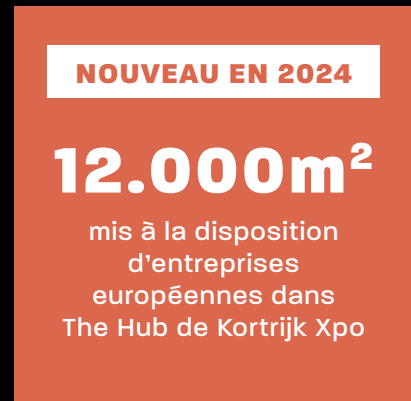 NOUVEAU EN 2024
12.000m²
mis à la disposition
d’entreprises
européennes dans
The Hub de Kortrijk Xpo